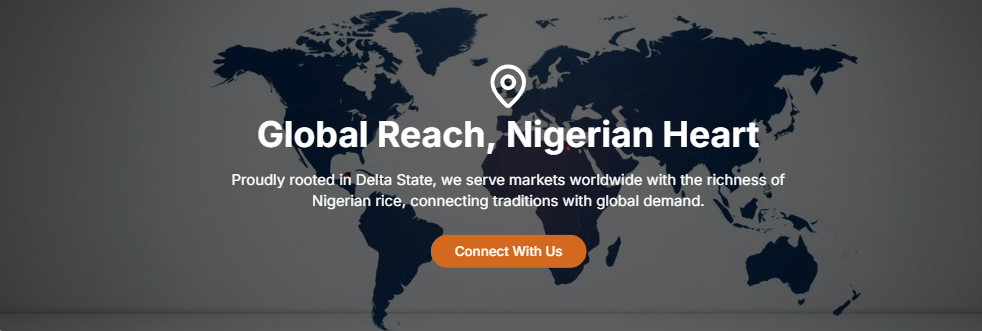 Global Reach, Nigerian Heart
Proudly rooted in Delta State, we serve markets worldwide with the richness of
Nigerian rice, connecting traditions with global demand.
Connect With Us